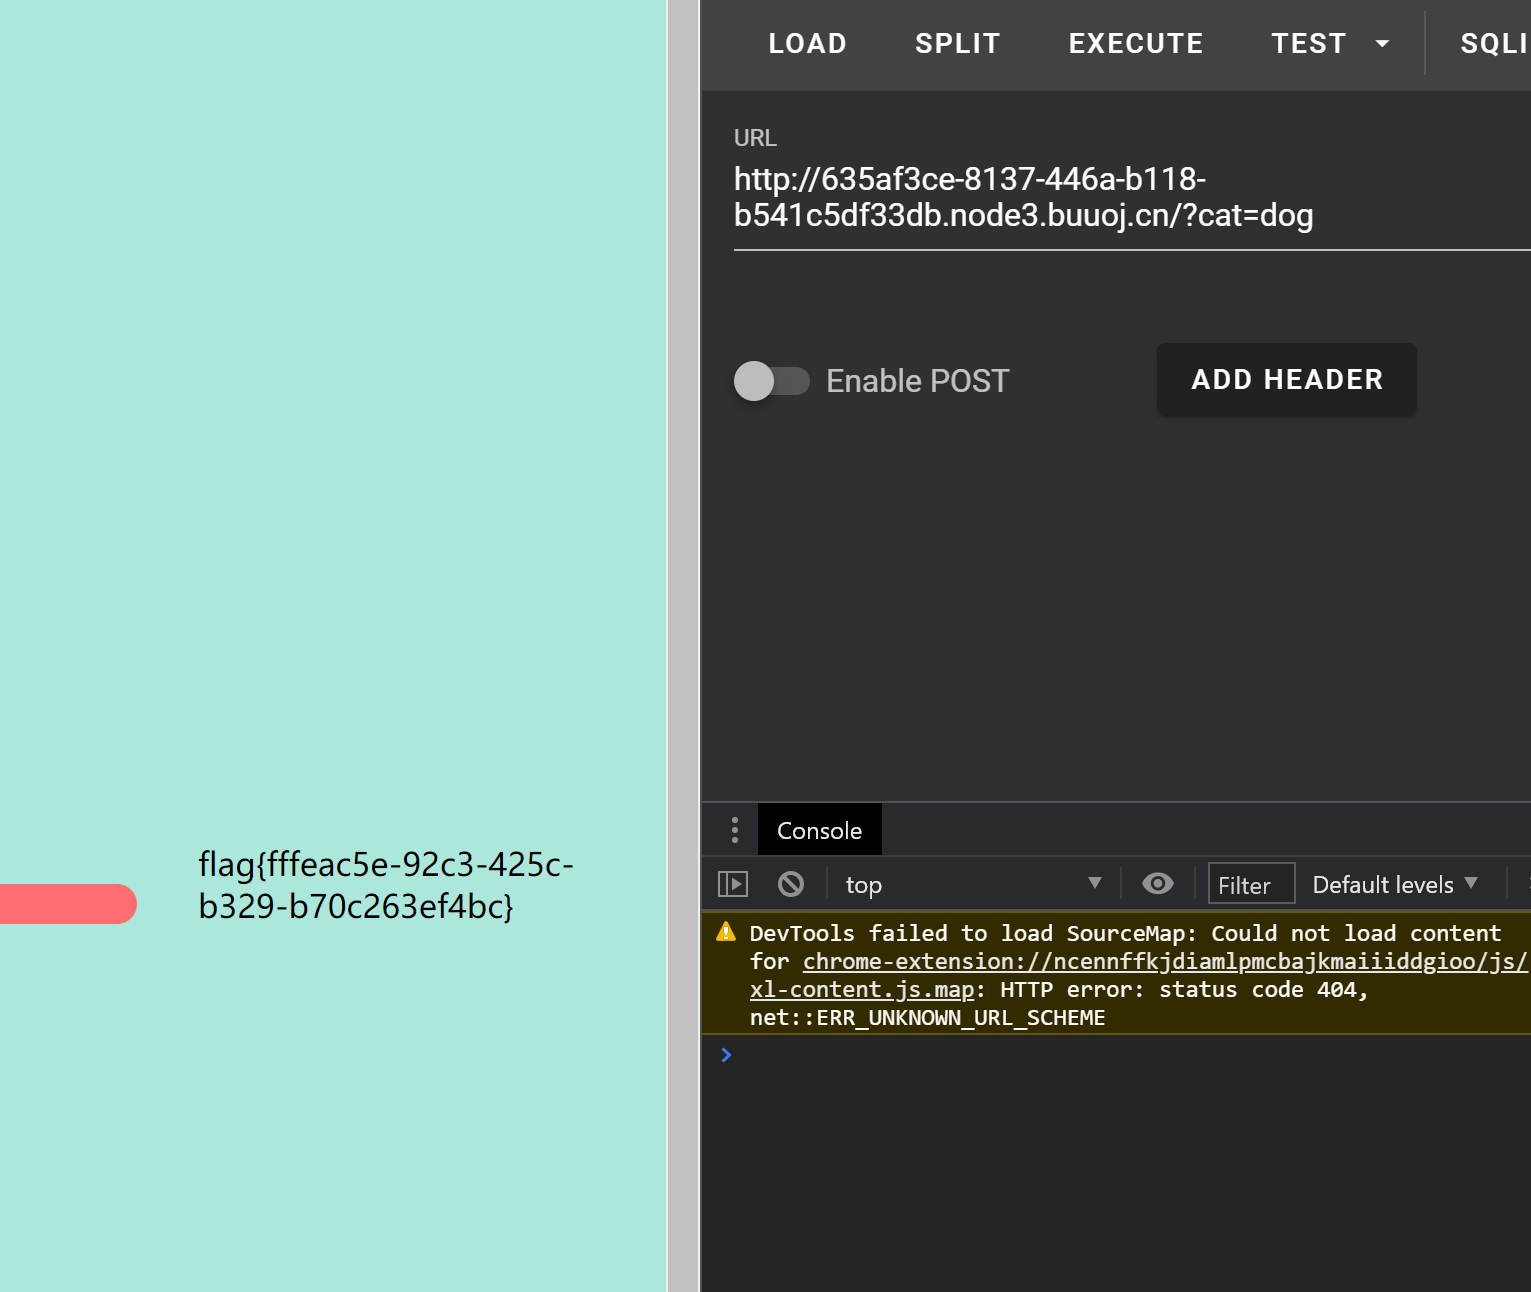 LOAD SPLIT EXECUTE TEST SQLI
URL
http://635af3ce-8137-446a-b118-
b541c5df33db.node3.buuoj.cn/?cat=dog
Enable POST ADD HEADER
flag{fffeac5e-92c3-425c-
b329-b70c263ef4bc}
Console
top Filter Default levels
DevTools failed to load SourceMap: Could not load content
for chrome-extension://ncennffkjdiamlpmcbajkmaiiiddgioo/js/
xl-content.js.map: HTTP error: status code 404,
net::ERR_UNKNOWN_URL_SCHEME